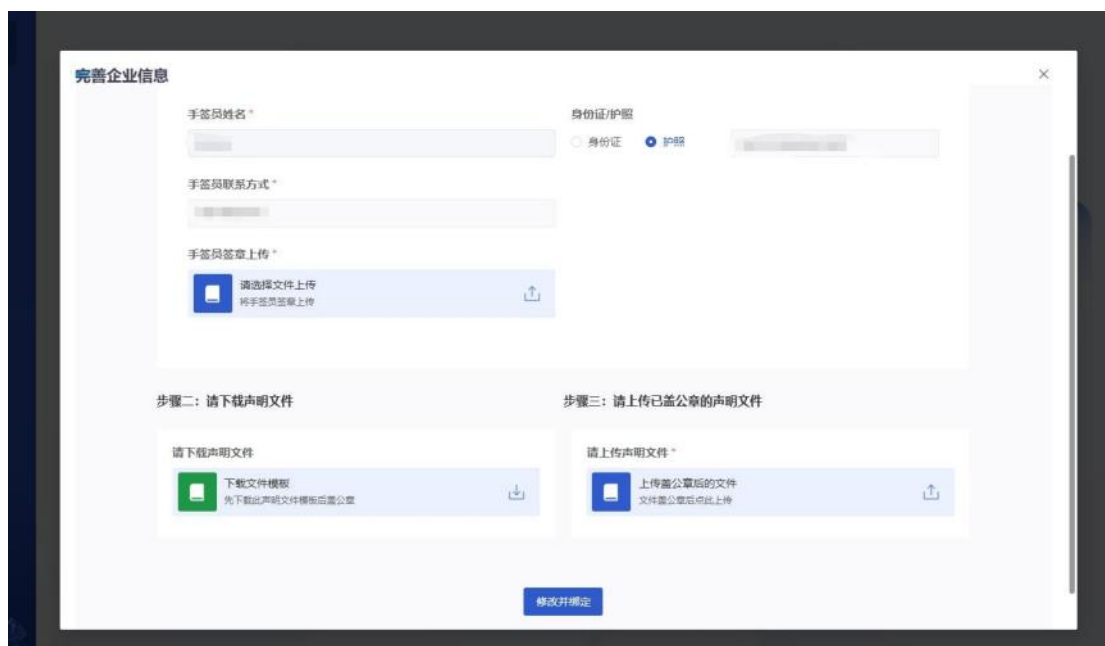 完善企业信息
手签员姓名 *
身份证/护照
身份证
护照
手签员联系方式 *
手签员签章上传 *
请选择文件上传
将手签员签章上传
步骤二：请下载声明文件
步骤三：请上传已盖公章的声明文件
请下载声明文件
请上传声明文件 *
下载文件模板
先下载此声明文件模板后盖公章
上传盖公章后的文件
文件盖公章后点此上传
修改并绑定